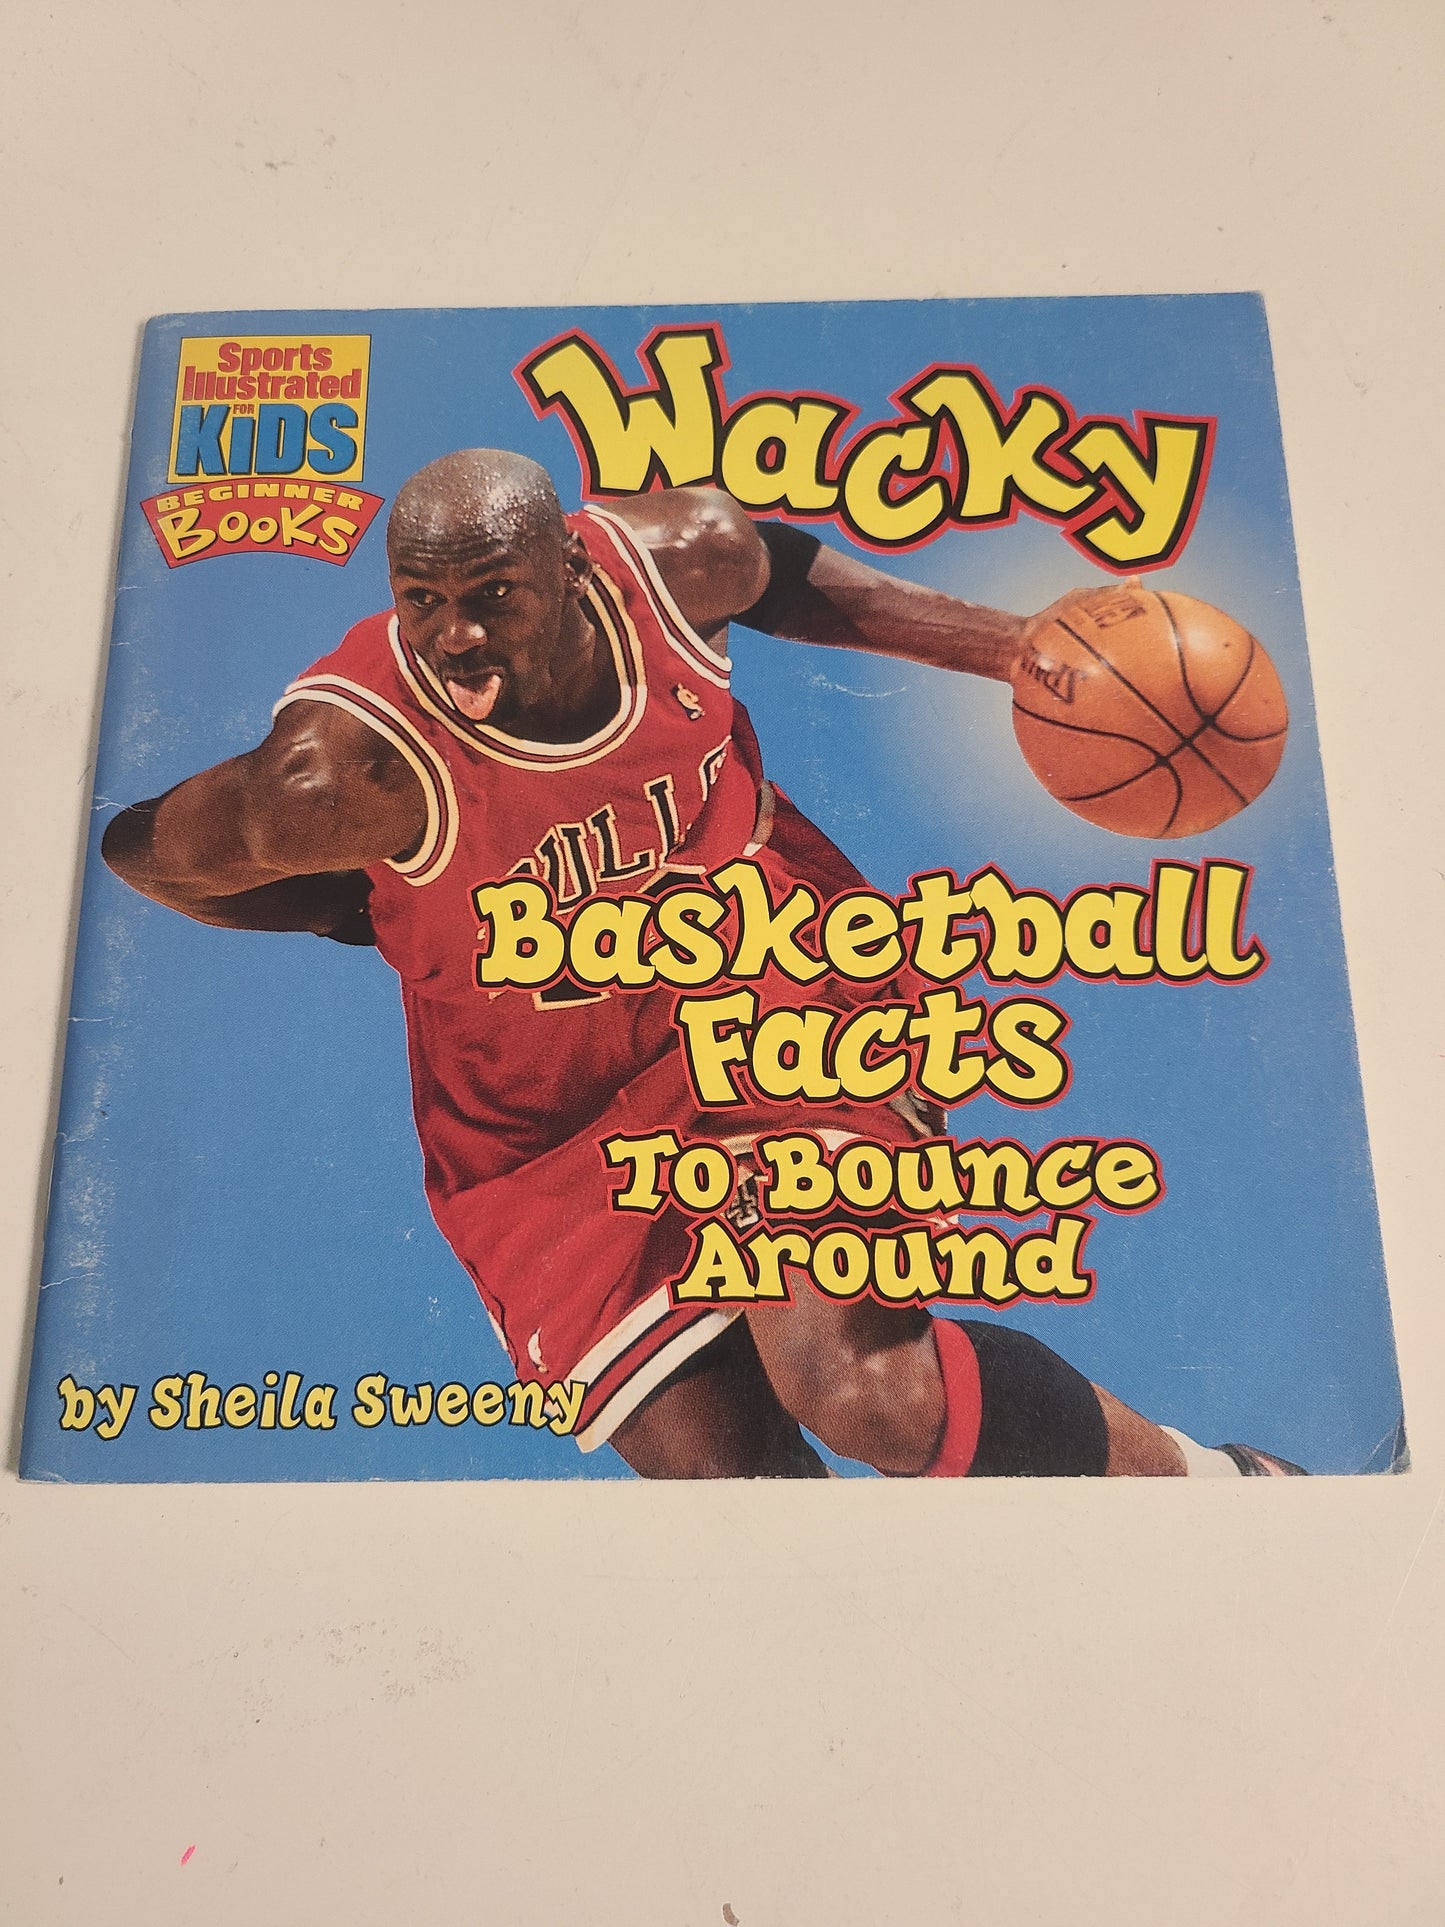 Sports
Illustrated
FOR
KIDS
BEGINNER
BOOKS
Wacky
Basketball
Facts
To Bounce
Around
by Sheila Sweeny